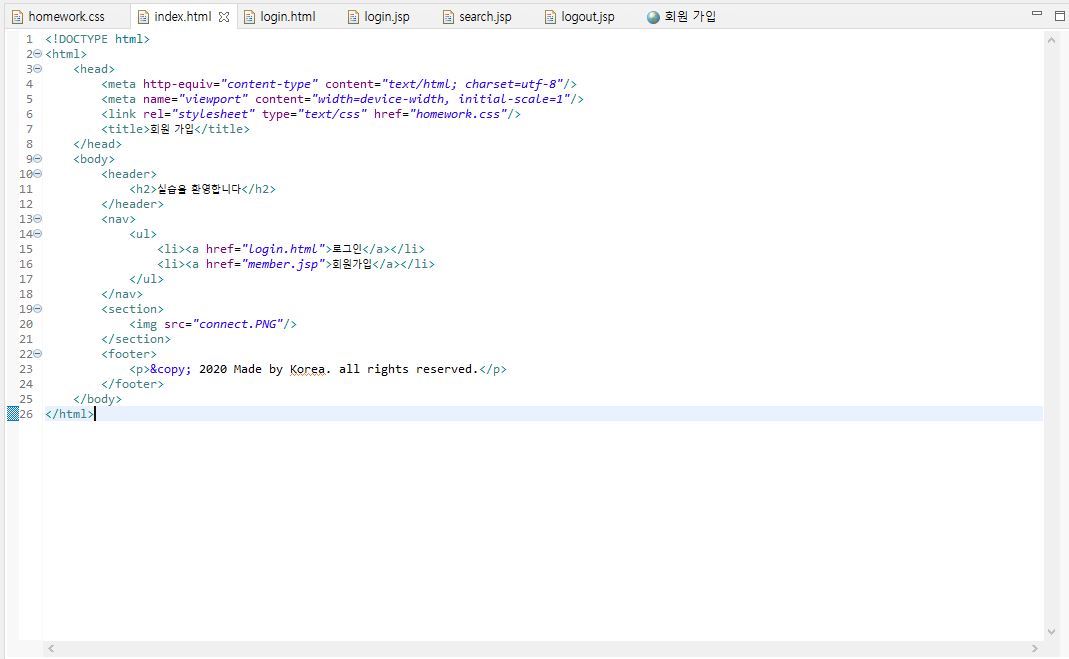 homework.css index.html login.html login.jsp search.jsp logout.jsp 회원 가입
1 <!DOCTYPE html>
2 <html>
3 <head>
4 <meta http-equiv="content-type" content="text/html; charset=utf-8"/>
5 <meta name="viewport" content="width=device-width, initial-scale=1"/>
6 <link rel="stylesheet" type="text/css" href="homework.css"/>
7 <title>회원 가입</title>
8 </head>
9 <body>
10 <header>
11 <h2>실습을 환영합니다</h2>
12 </header>
13 <nav>
14 <ul>
15 <li><a href="login.html">로그인</a></li>
16 <li><a href="member.jsp">회원가입</a></li>
17 </ul>
18 </nav>
19 <section>
20 <img src="connect.PNG"/>
21 </section>
22 <footer>
23 <p>&copy; 2020 Made by Korea. all rights reserved.</p>
24 </footer>
25 </body>
26 </html>